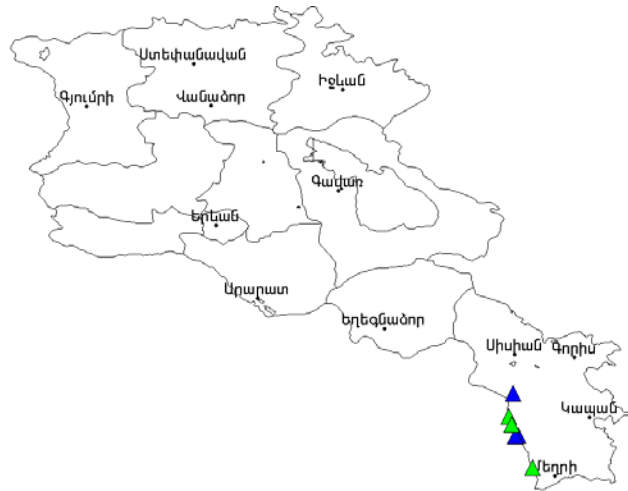 Ստեփանավան
Իջևան
Գյումրի
Վանաձոր
Գավառ
Երևան
Արարատ
Եղեգնաձոր
Սիսիան
Գորիս
Կապան
Մեղրի